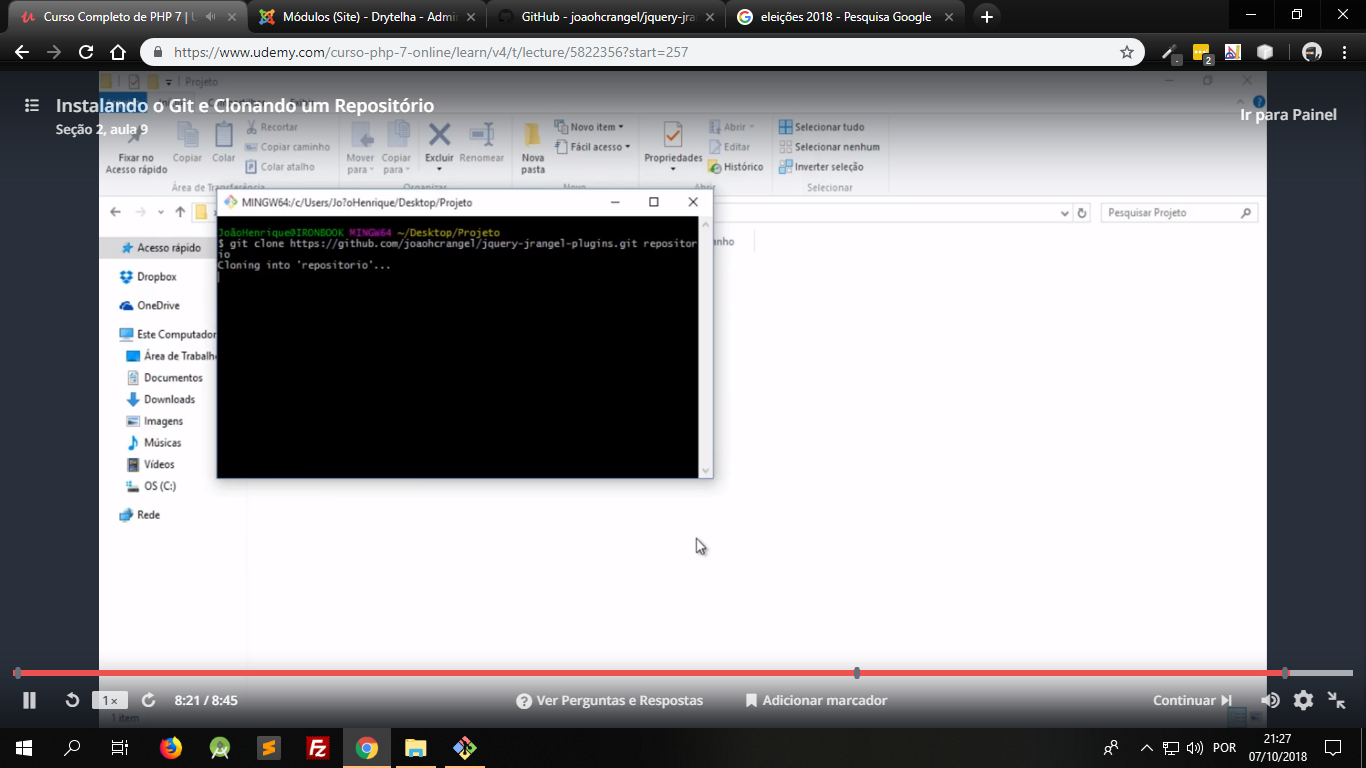 Curso Completo de PHP 7 | U
Módulos (Site) - Drytelha - Admin
GitHub - joaohcrangel/jquery-jran
eleições 2018 - Pesquisa Google
https://www.udemy.com/curso-php-7-online/learn/v4/t/lecture/5822356?start=257
2
Projeto
Instalando o Git e Clonando um Repositório
Seção 2, aula 9
Ir para Painel
Fixar no
Acesso rápido
Copiar
Colar
Recortar
Copiar caminho
Colar atalho
Área de Transferência
Mover
para
Copiar
para
Excluir
Renomear
Organizar
Nova
pasta
Novo item
Fácil acesso
Novo
Propriedades
Abrir
Editar
Histórico
Abrir
Selecionar tudo
Selecionar nenhum
Inverter seleção
Selecionar
Pesquisar Projeto
MINGW64:/c/Users/Jo?oHenrique/Desktop/Projeto
JoãoHenrique@IRONBOOK MINGW64 ~/Desktop/Projeto
$ git clone https://github.com/joaohcrangel/jquery-jrangel-plugins.git repositor
io
Cloning into 'repositorio'...
anho
Acesso rápido
Dropbox
OneDrive
Este Computador
Área de Trabalh
Documentos
Downloads
Imagens
Músicas
Vídeos
OS (C:)
Rede
1 x
8:21 / 8:45
Ver Perguntas e Respostas
Adicionar marcador
Continuar
1 item
POR
21:27
07/10/2018